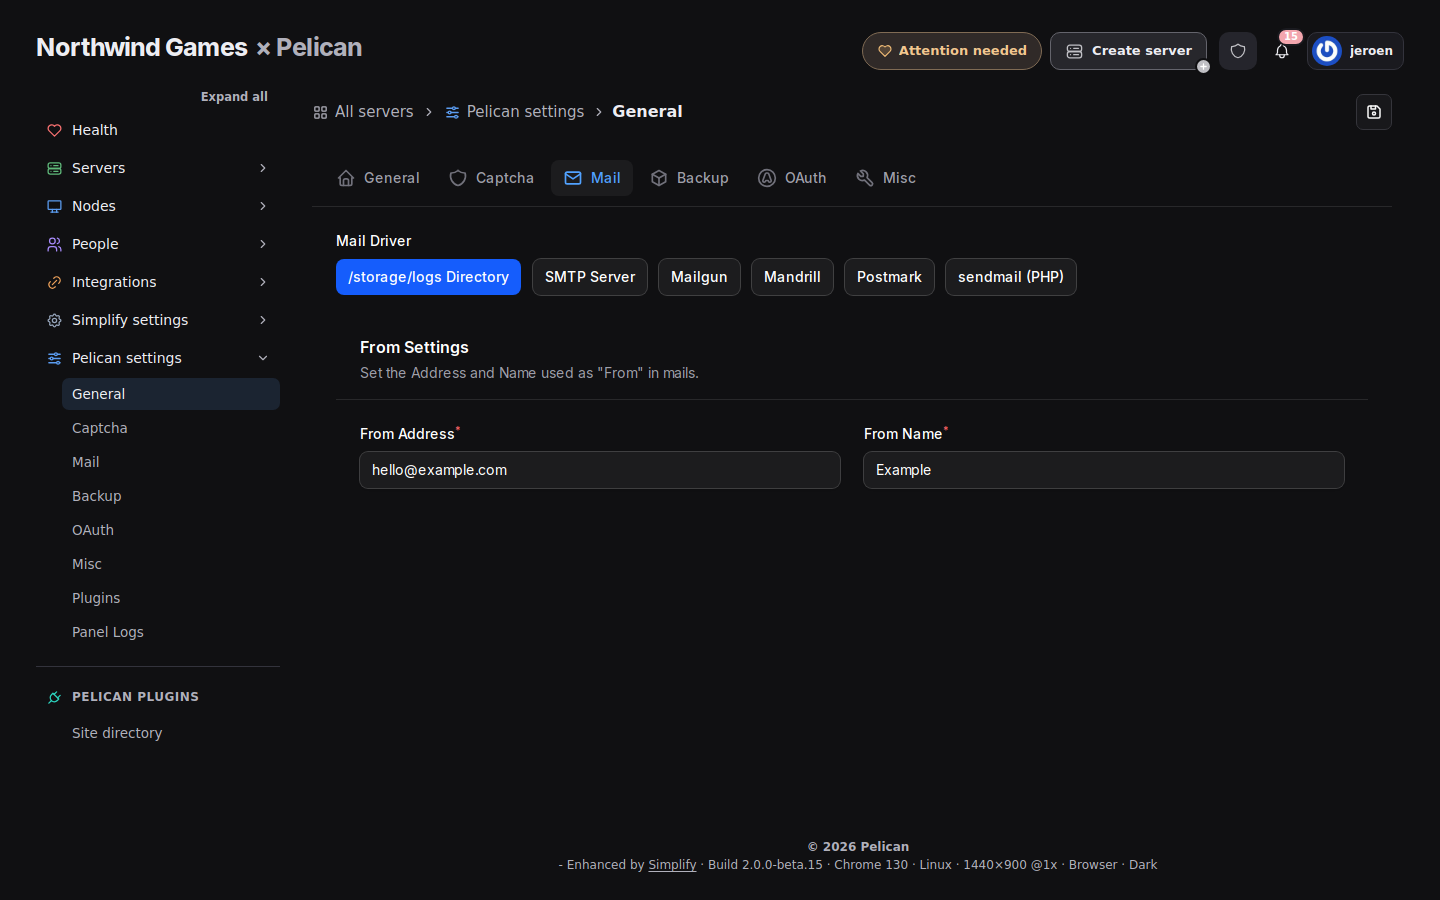 Northwind Games × Pelican
Attention needed
Create server
15
jeroen
Expand all
Health
Servers
Nodes
People
Integrations
Simplify settings
Pelican settings
General
Captcha
Mail
Backup
OAuth
Misc
Plugins
Panel Logs
PELICAN PLUGINS
Site directory
All servers > Pelican settings > General
General Captcha Mail Backup OAuth Misc
Mail Driver
/storage/logs Directory SMTP Server Mailgun Mandrill Postmark sendmail (PHP)
From Settings
Set the Address and Name used as "From" in mails.
From Address* From Name*
hello@example.com Example
© 2026 Pelican
- Enhanced by Simplify · Build 2.0.0-beta.15 · Chrome 130 · Linux · 1440×900 @1x · Browser · Dark